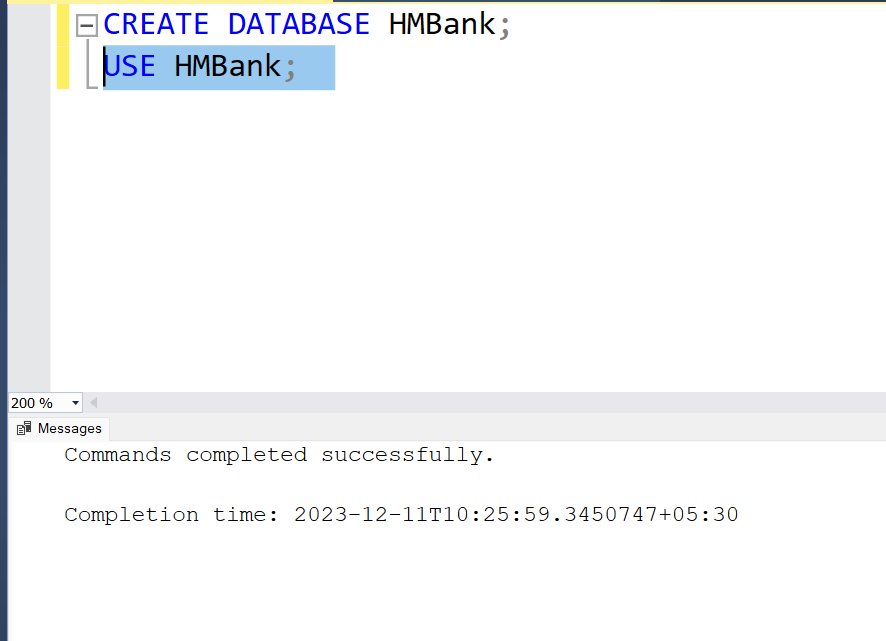 CREATE DATABASE HMBank;
USE HMBank;
200 %
Messages
Commands completed successfully.
Completion time: 2023-12-11T10:25:59.3450747+05:30